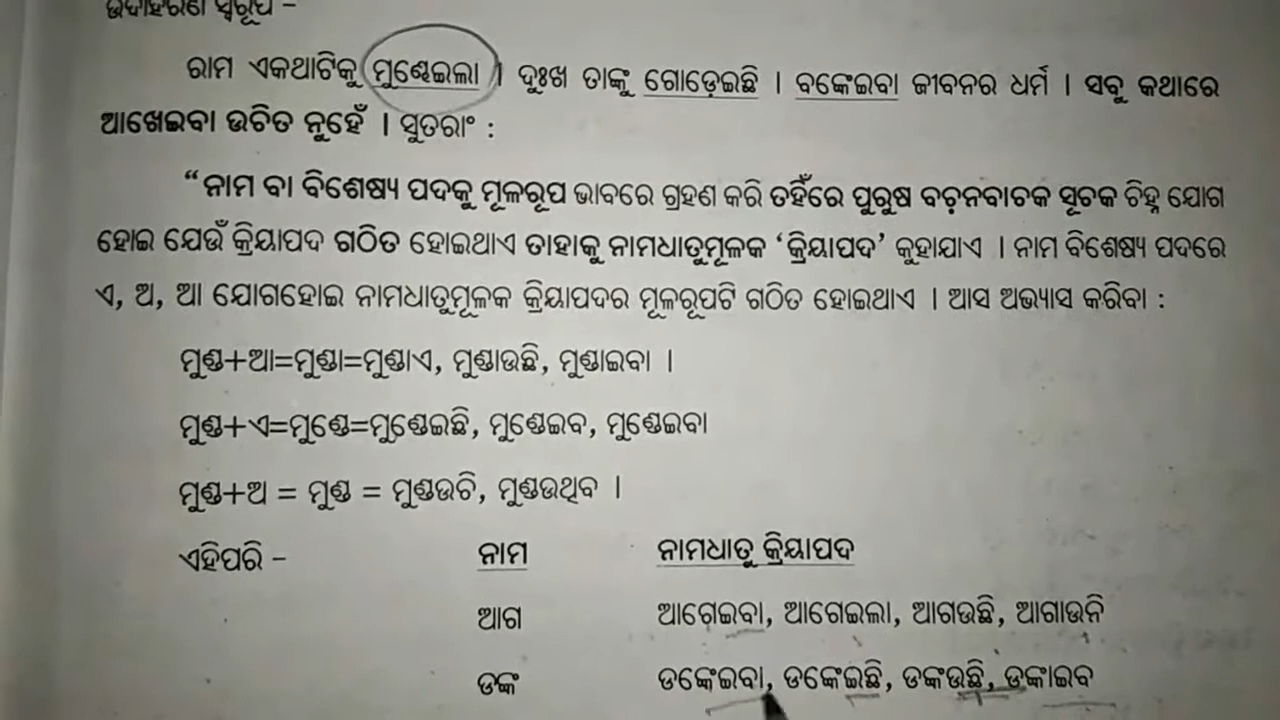 ଉଦାହରଣ ସ୍ୱରୂପ –
ରାମ ଏକଥାଟିକୁ ମୁଣ୍ଡେଇଲା । ଦୁଃଖ ତାଙ୍କୁ ଗୋଡ଼େଇଛି । ବଙ୍କେଇବା ଜୀବନର ଧର୍ମ । ସବୁ କଥାରେ
ଆଖେଇବା ଉଚିତ ନୁହେଁ । ସୁତରାଂ :
“ନାମ ବା ବିଶେଷ୍ୟ ପଦକୁ ମୂଳରୂପ ଭାବରେ ଗ୍ରହଣ କରି ତହିଁରେ ପୁରୁଷ ବଚ଼ନବାଚକ ସୂଚକ ଚିହ୍ନ ଯୋଗ
ହୋଇ ଯେଉଁ କ୍ରିୟାପଦ ଗଠିତ ହୋଇଥାଏ ତାହାକୁ ନାମଧାତୁମୂଳକ ‘କ୍ରିୟାପଦ’ କୁହାଯାଏ । ନାମ ବିଶେଷ୍ୟ ପଦରେ
ଏ, ଅ, ଆ ଯୋଗହୋଇ ନାମଧାତୁମୂଳକ କ୍ରିୟାପଦର ମୂଳରୂପଟି ଗଠିତ ହୋଇଥାଏ । ଆସ ଅଭ୍ୟାସ କରିବା :
ମୁଣ୍ଡ+ଆ=ମୁଣ୍ଡା=ମୁଣ୍ଡାଏ, ମୁଣ୍ଡାଉଛି, ମୁଣ୍ଡାଇବା ।
ମୁଣ୍ଡ+ଏ=ମୁଣ୍ଡେ=ମୁଣ୍ଡେଇଛି, ମୁଣ୍ଡେଇବ, ମୁଣ୍ଡେଇବା
ମୁଣ୍ଡ+ଅ = ମୁଣ୍ଡ = ମୁଣ୍ଡଉଚି, ମୁଣ୍ଡଉଥିବ ।
ଏହିପରି – ନାମ ନାମଧାତୁ କ୍ରିୟାପଦ
ଆଗ ଆଗେଇବା, ଆଗେଇଲା, ଆଗଉଛି, ଆଗାଉନି
ଡଙ୍କ ଡଙ୍କେଇବା, ଡଙ୍କେଇଛି, ଡଙ୍କଉଛି, ଡଙ୍କାଇବ